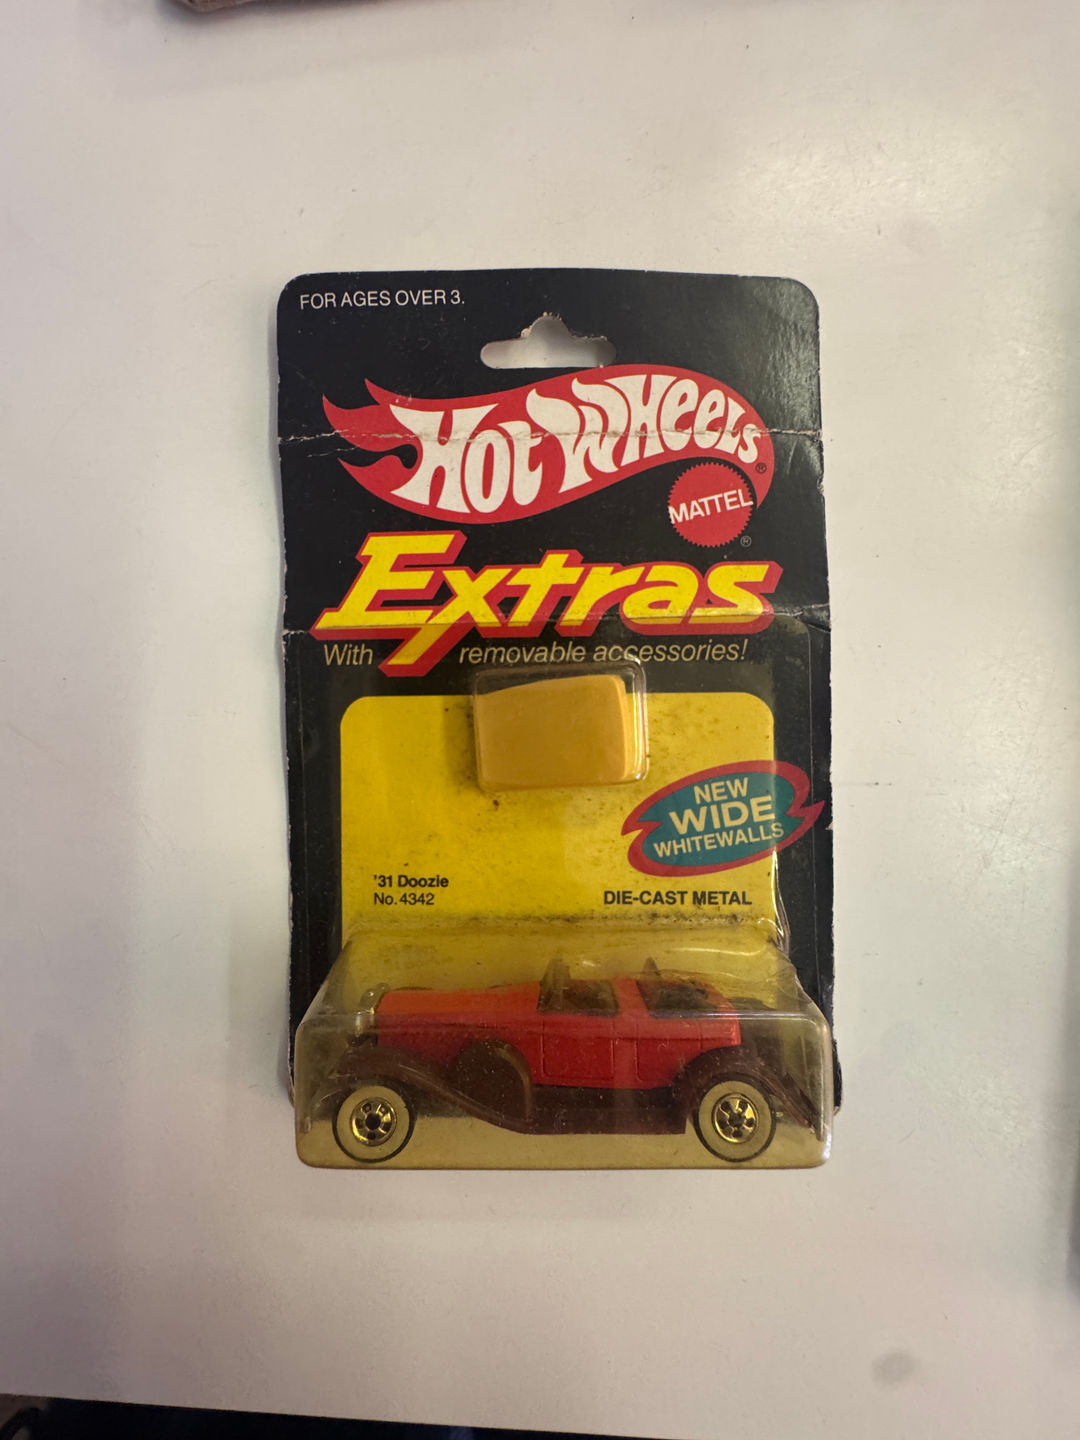 FOR AGES OVER 3.
HOT WHEELS®
MATTEL®
Extras
With removable accessories!
NEW
WIDE
WHITEWALLS
'31 Doozie
No. 4342
DIE-CAST METAL